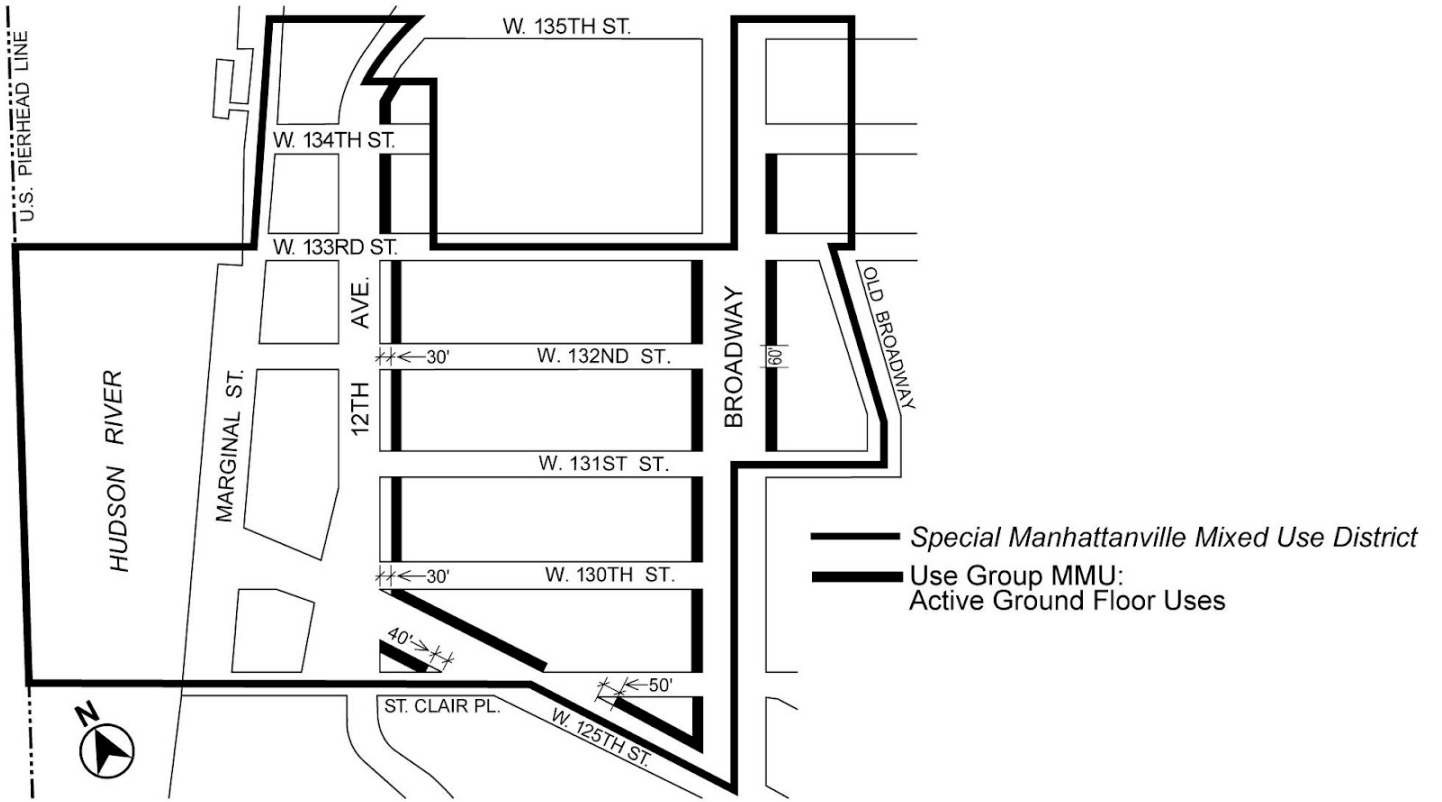 W. 135TH ST.
U.S. PIERHEAD LINE
W. 134TH ST.
W. 133RD ST.
OLD BROADWAY
12TH AVE.
BROADWAY
30'
W. 132ND ST.
60'
HUDSON RIVER
MARGINAL ST.
W. 131ST ST.
Special Manhattanville Mixed Use District
30'
W. 130TH ST.
Use Group MMU:
Active Ground Floor Uses
40'
50'
ST. CLAIR PL.
W. 125TH ST.
N